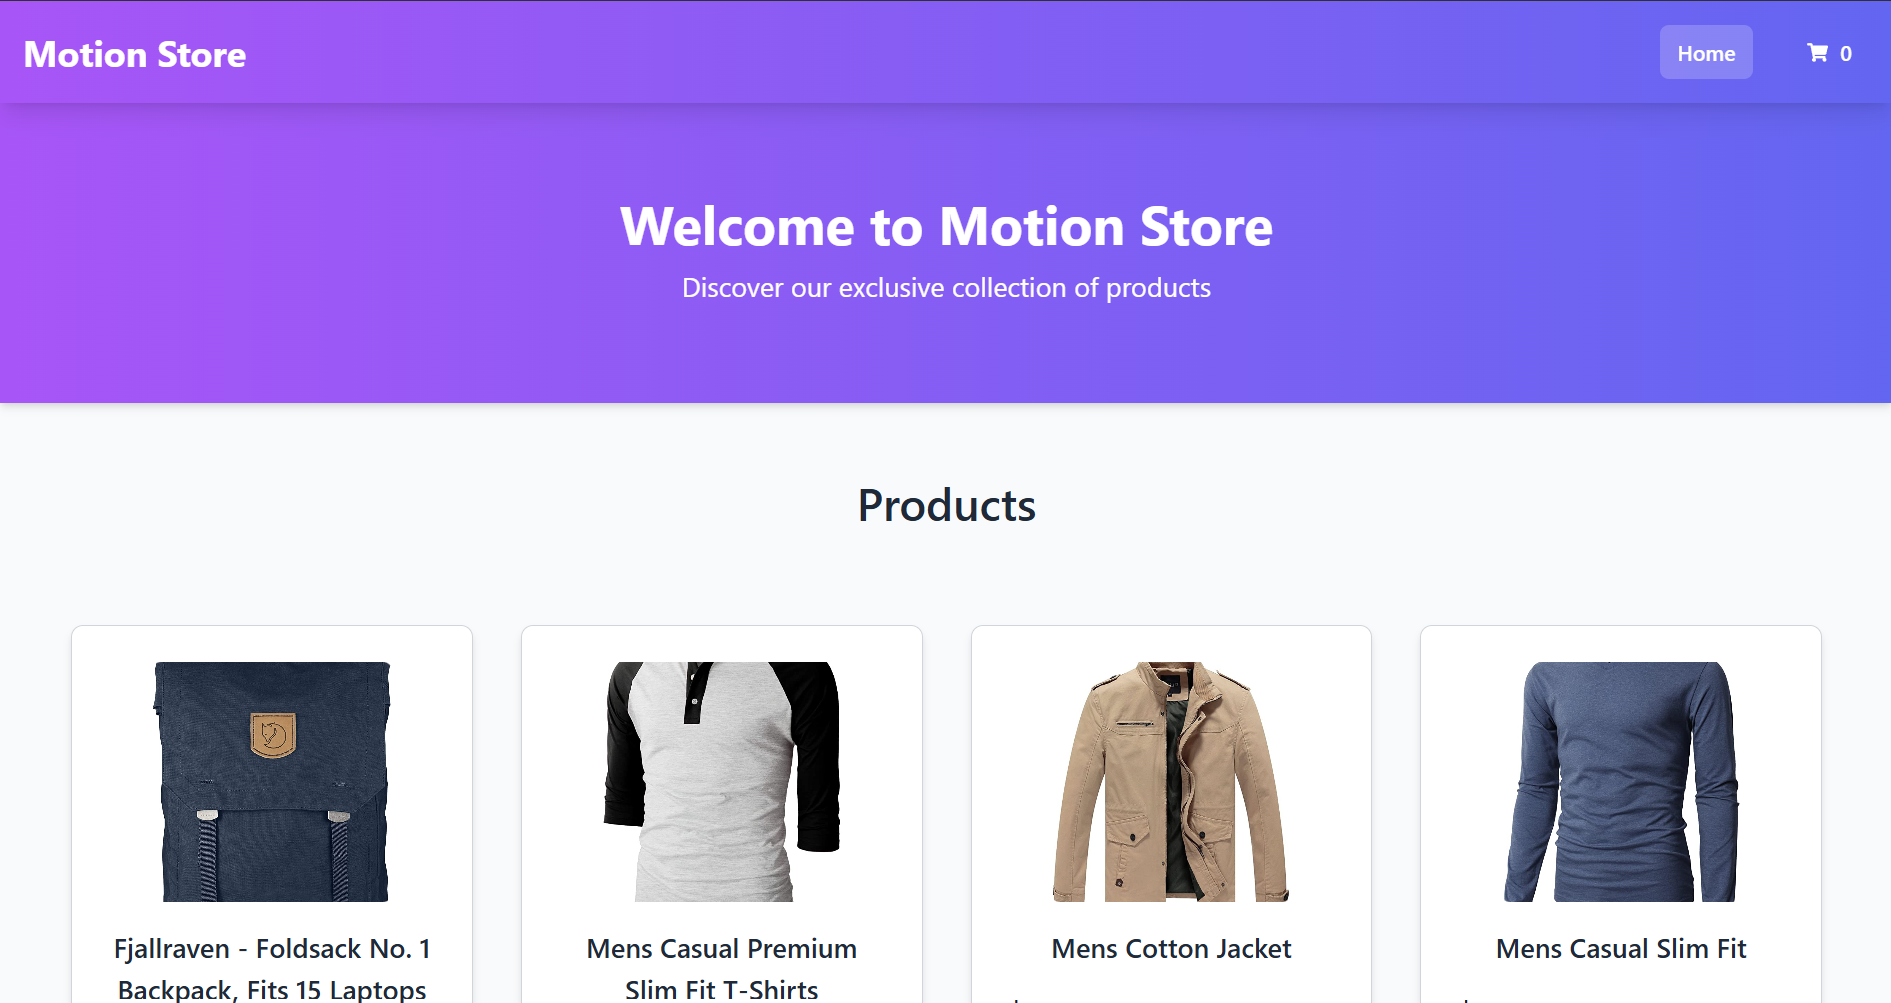 Motion Store
Home
0
Welcome to Motion Store
Discover our exclusive collection of products
Products
Fjallraven - Foldsack No. 1
Backpack, Fits 15 Laptops
Mens Casual Premium
Slim Fit T-Shirts
Mens Cotton Jacket
Mens Casual Slim Fit